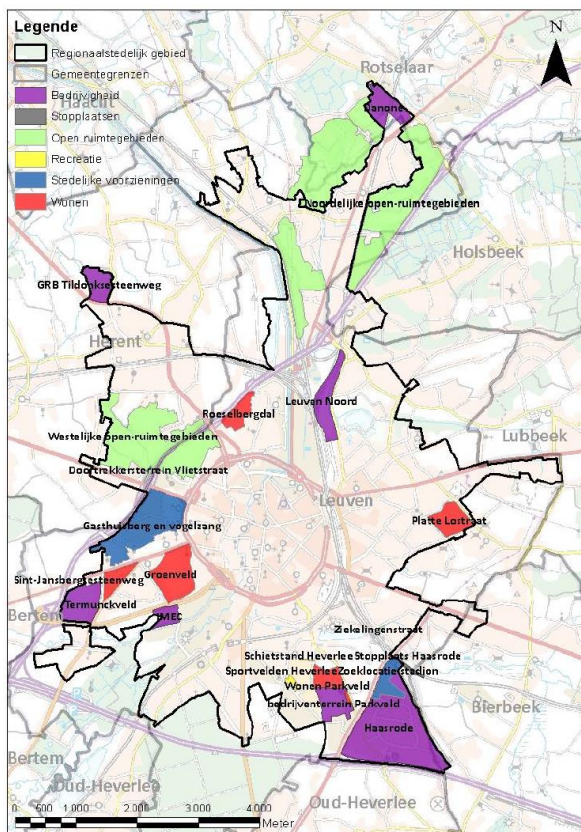 Legende
Regionaalstedelijk gebied
Gemeentegrenzen
Bedrijvigheid
Stopplaatsen
Open ruimtegebieden
Recreatie
Stedelijke voorzieningen
Wonen
N
Rotselaar
Haacht
Danone
Noordelijke open-ruimtegebieden
Holsbeek
GRB Tildonksesteenweg
Herent
Roeselbergdal
Leuven Noord
Westelijke open-ruimtegebieden
Lubbeek
Doortrekkersterrein Vlietstraat
Leuven
Gasthuisberg en vogelzang
Platte Lostraat
Sint-Jansbergsesteenweg
Groenveld
Termunckveld
Bertem
IMEC
Ziekelingenstraat
Schietstand Heverlee
Stopplaats Haasrode
Sportvelden Heverlee
Zoeklocatie stadion
Wonen Parkveld
bedrijventerrein Parkveld
Bierbeek
Haasrode
Bertem
Oud-Heverlee
Oud-Heverlee
0 500 1.000 2.000 3.000 4.000
Meter